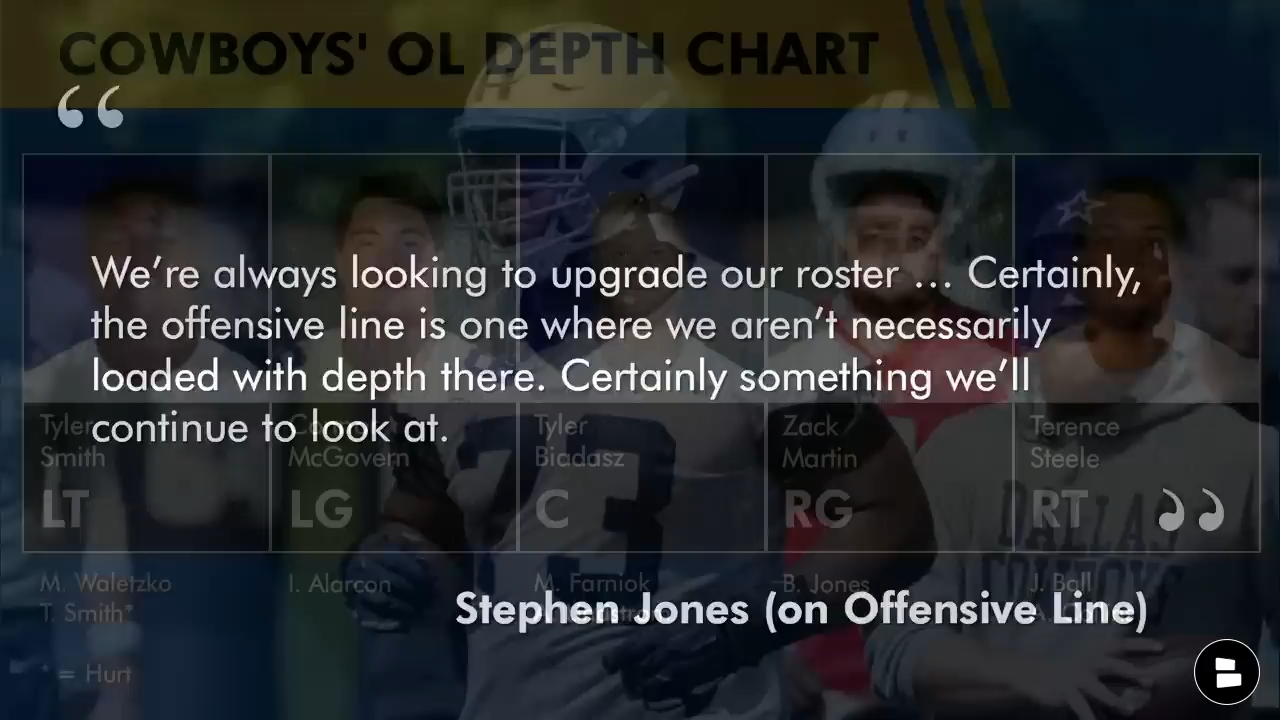 COWBOYS' OL DEPTH CHART
“
We’re always looking to upgrade our roster … Certainly,
the offensive line is one where we aren’t necessarily
loaded with depth there. Certainly something we’ll
continue to look at.
”
Stephen Jones (on Offensive Line)
Tyler
Smith
LT
McGovern
LG
Tyler
Biadasz
C
Zack
Martin
RG
Terence
Steele
RT
M. Waletzko
T. Smith*
I. Alarcon
M. Farniok
B. Jones
J. Ball
* = Hurt
73
DALLAS
COWBOYS